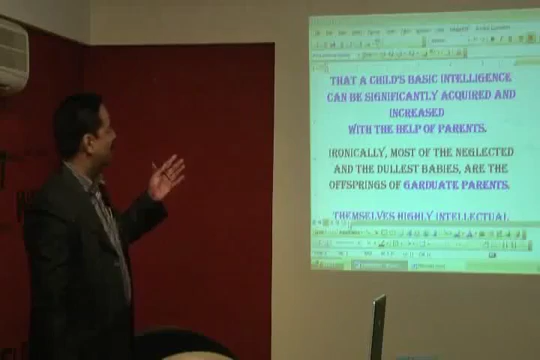 THAT A CHILD'S BASIC INTELLIGENCE
CAN BE SIGNIFICANTLY ACQUIRED AND
INCREASED
WITH THE HELP OF PARENTS.
IRONICALLY, MOST OF THE NEGLECTED
AND THE DULLEST BABIES, ARE THE
OFFSPRINGS OF GARDUATE PARENTS.
THEMSELVES HIGHLY INTELLECTUAL